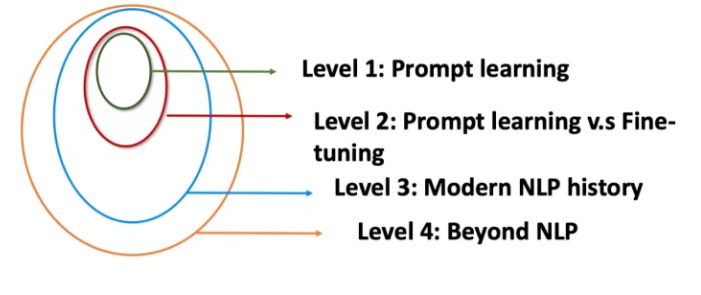 Level 1: Prompt learning
Level 2: Prompt learning v.s Fine-
tuning
Level 3: Modern NLP history
Level 4: Beyond NLP